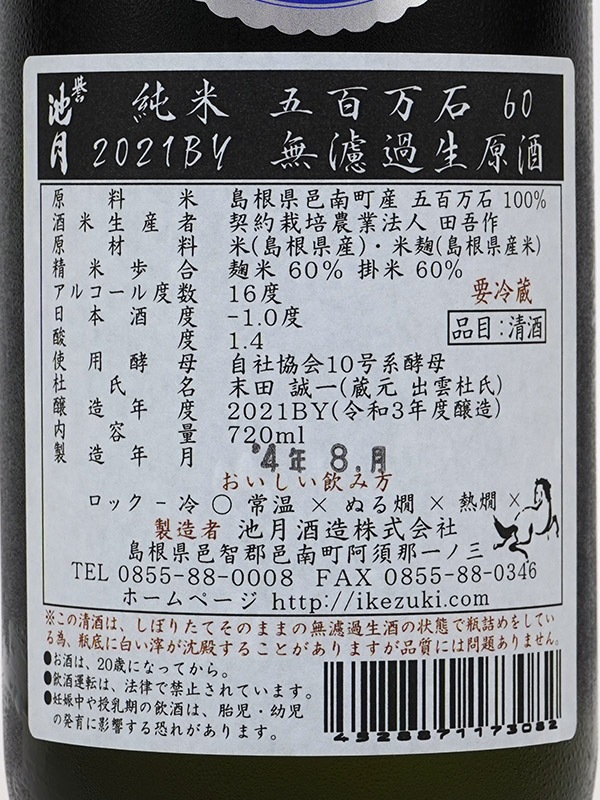 誉池月 純米 五百万石 60
2021BY 無濾過生原酒
原料米 島根県邑南町産 五百万石 100%
酒米生産者 契約栽培農業法人 田吾作
原材料 米(島根県産)・米麹(島根県産米)
精米歩合 麹米 60% 掛米 60%
アルコール度数 16度
要冷蔵
日本酒度 -1.0度
品目:清酒
酸度 1.4
使用酵母 自社協会10号系酵母
杜氏名 末田 誠一(蔵元 出雲杜氏)
醸造年度 2021BY(令和3年度醸造)
内容量 720ml
製造年月 '4年 8.月
おいしい飲み方
ロック - 冷 ○ 常温 × ぬる燗 × 熱燗 ×
製造者 池月酒造株式会社
島根県邑智郡邑南町阿須那一ノ三
TEL 0855-88-0008 FAX 0855-88-0346
ホームページ http://ikezuki.com
※この清酒は、しぼりたてそのままの無濾過生酒の状態で瓶詰めをしてい
る為、瓶底に白い滓が沈殿することがありますが品質には問題ありません。
●お酒は、20歳になってから。
●飲酒運転は、法律で禁止されています。
●妊娠中や授乳期の飲酒は、胎児・幼児
の発育に影響する恐れがあります。
4528871173082